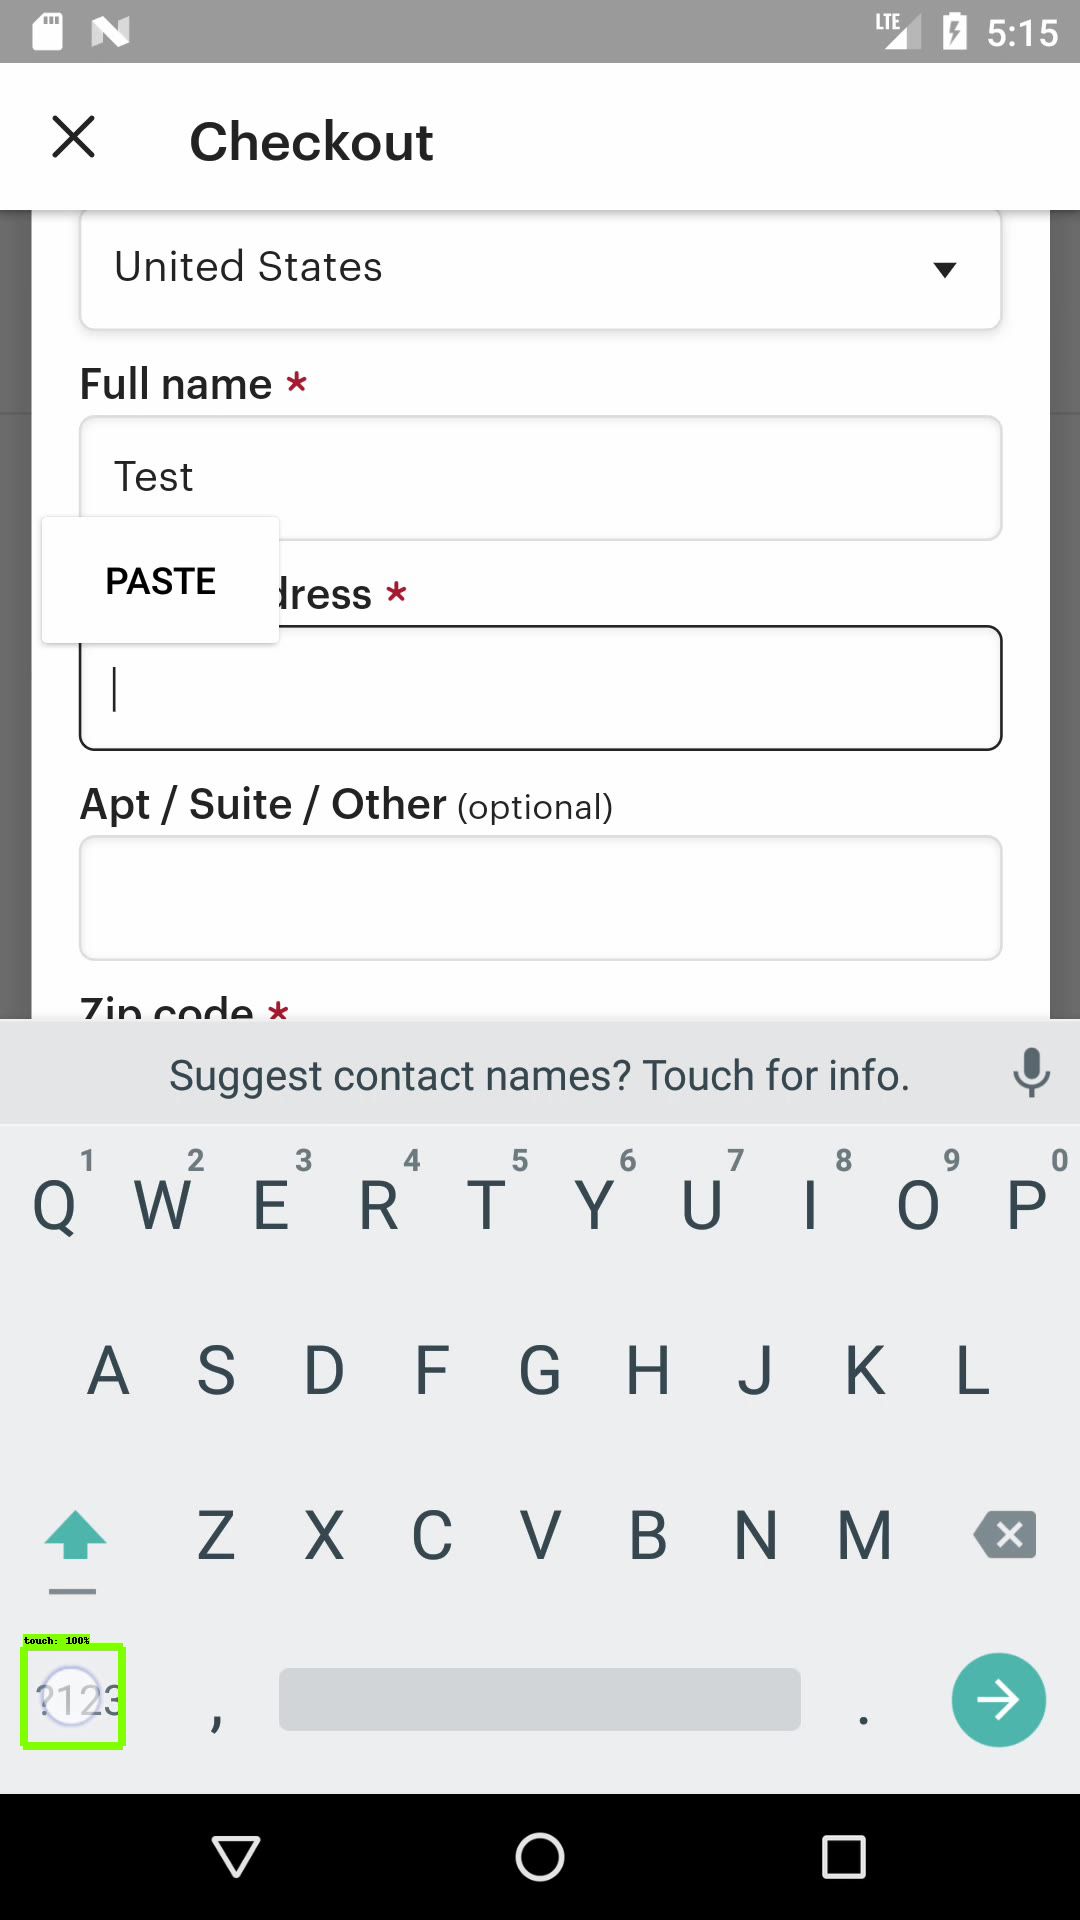 LTE 5:15
Checkout
United States
Full name *
Test
PASTE
dress *
Apt / Suite / Other (optional)
Zip code *
Suggest contact names? Touch for info.
1 2 3 4 5 6 7 8 9 0
Q W E R T Y U I O P
A S D F G H J K L
Z X C V B N M
touch: 100%
?123 , .